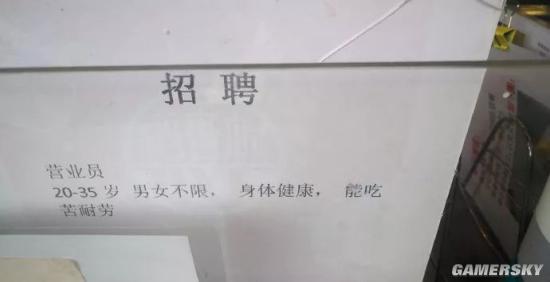 招 聘
营业员
20-35 岁 男女不限， 身体健康， 能吃
苦耐劳
GAMERSKY